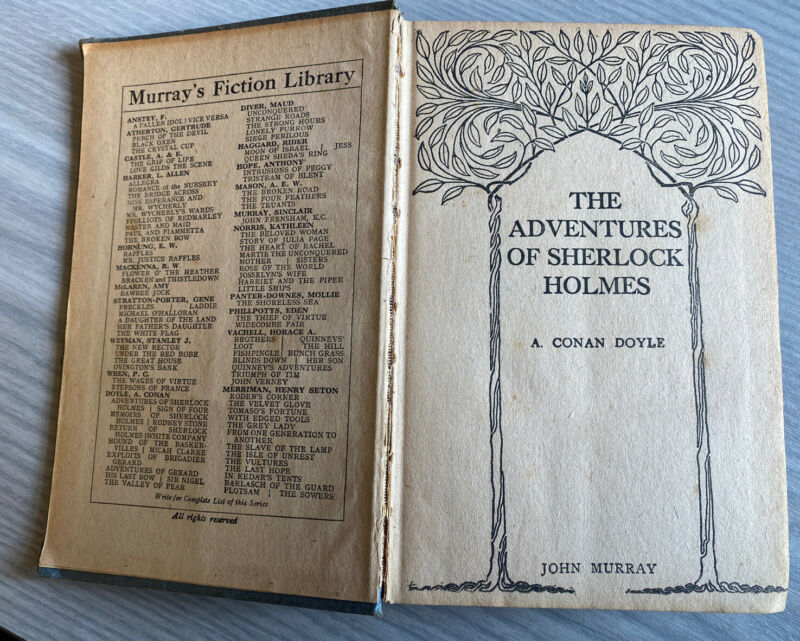 Murray's Fiction Library
ANSTEY, F.
A FALLEN IDOL | VICE VERSA
ATHERTON, GERTRUDE
PERCH OF THE DEVIL
BLACK OXEN
THE CRYSTAL CUP
CASTLE, A. & E.
THE GRIP OF LIFE
LOVE GILDS THE SCENE
HARKER, L. ALLEN
ALLEGRA
ROMANCE of the NURSERY
THE BRIDGE ACROSS
MISS ESPERANCE AND
MR. WYCHERLY
MR. WYCHERLY'S WARDS
FFOLLIOTS OF REDMARLEY
MASTER AND MAID
PAUL AND FIAMMETTA
THE BROKEN BOW
HORNUNG, E. W.
RAFFLES
MR. JUSTICE RAFFLES
MACKENNA, R. W.
FLOWER O' THE HEATHER
BRACKEN and THISTLEDOWN
McLAREN, AMY
BAWBEE JOCK
STRATTON-PORTER, GENE
FRECKLES | LADDIE
MICHAEL O'HALLORAN
A DAUGHTER OF THE LAND
HER FATHER'S DAUGHTER
THE WHITE FLAG
WEYMAN, STANLEY J.
THE NEW RECTOR
UNDER THE RED ROBE
THE GREAT HOUSE
OVINGTON'S BANK
WREN, P. C.
THE WAGES OF VIRTUE
STEPSONS OF FRANCE
DOYLE, A. CONAN
ADVENTURES OF SHERLOCK
HOLMES | SIGN OF FOUR
MEMOIRS OF SHERLOCK
HOLMES | RODNEY STONE
RETURN OF SHERLOCK
HOLMES | WHITE COMPANY
HOUND OF THE BASKER-
VILLES | MICAH CLARKE
EXPLOITS OF BRIGADIER
GERARD
ADVENTURES OF GERARD
HIS LAST BOW | SIR NIGEL
THE VALLEY OF FEAR
DIVER, MAUD
UNCONQUERED
STRANGE ROADS
THE STRONG HOURS
LONELY FURROW
SIEGE PERILOUS
HAGGARD, RIDER | JESS
MOON OF ISRAEL
QUEEN SHEBA'S RING
HOPE, ANTHONY
INTRUSIONS OF PEGGY
TRISTRAM OF BLENT
MASON, A. E. W.
THE BROKEN ROAD
THE FOUR FEATHERS
THE TRUANTS
MURRAY, SINCLAIR
JOHN FRENSHAM, K.C.
NORRIS, KATHLEEN
THE BELOVED WOMAN
STORY OF JULIA PAGE
THE HEART OF RACHEL
MARTIE THE UNCONQUERED
MOTHER | SISTERS
ROSE OF THE WORLD
JOSSELYN'S WIFE
HARRIET AND THE PIPER
LITTLE SHIPS
PANTER-DOWNES, MOLLIE
THE SHORELESS SEA
PHILLPOTTS, EDEN
THE THIEF OF VIRTUE
WIDECOMBE FAIR
VACHELL, HORACE A.
BROTHERS | QUINNEYS'
LOOT | THE HILL
FISHPINGLE | BUNCH GRASS
BLINDS DOWN | HER SON
QUINNEY'S ADVENTURES
TRIUMPH OF TIM
JOHN VERNEY
MERRIMAN, HENRY SETON
RODEN'S CORNER
THE VELVET GLOVE
TOMASO'S FORTUNE
WITH EDGED TOOLS
THE GREY LADY
FROM ONE GENERATION TO
ANOTHER
THE SLAVE OF THE LAMP
THE ISLE OF UNREST
THE VULTURES
THE LAST HOPE
IN KEDAR'S TENTS
BARLASCH OF THE GUARD
FLOTSAM | THE SOWERS
Write for Complete List of this Series
All rights reserved
THE
ADVENTURES
OF SHERLOCK
HOLMES
A. CONAN DOYLE
JOHN MURRAY